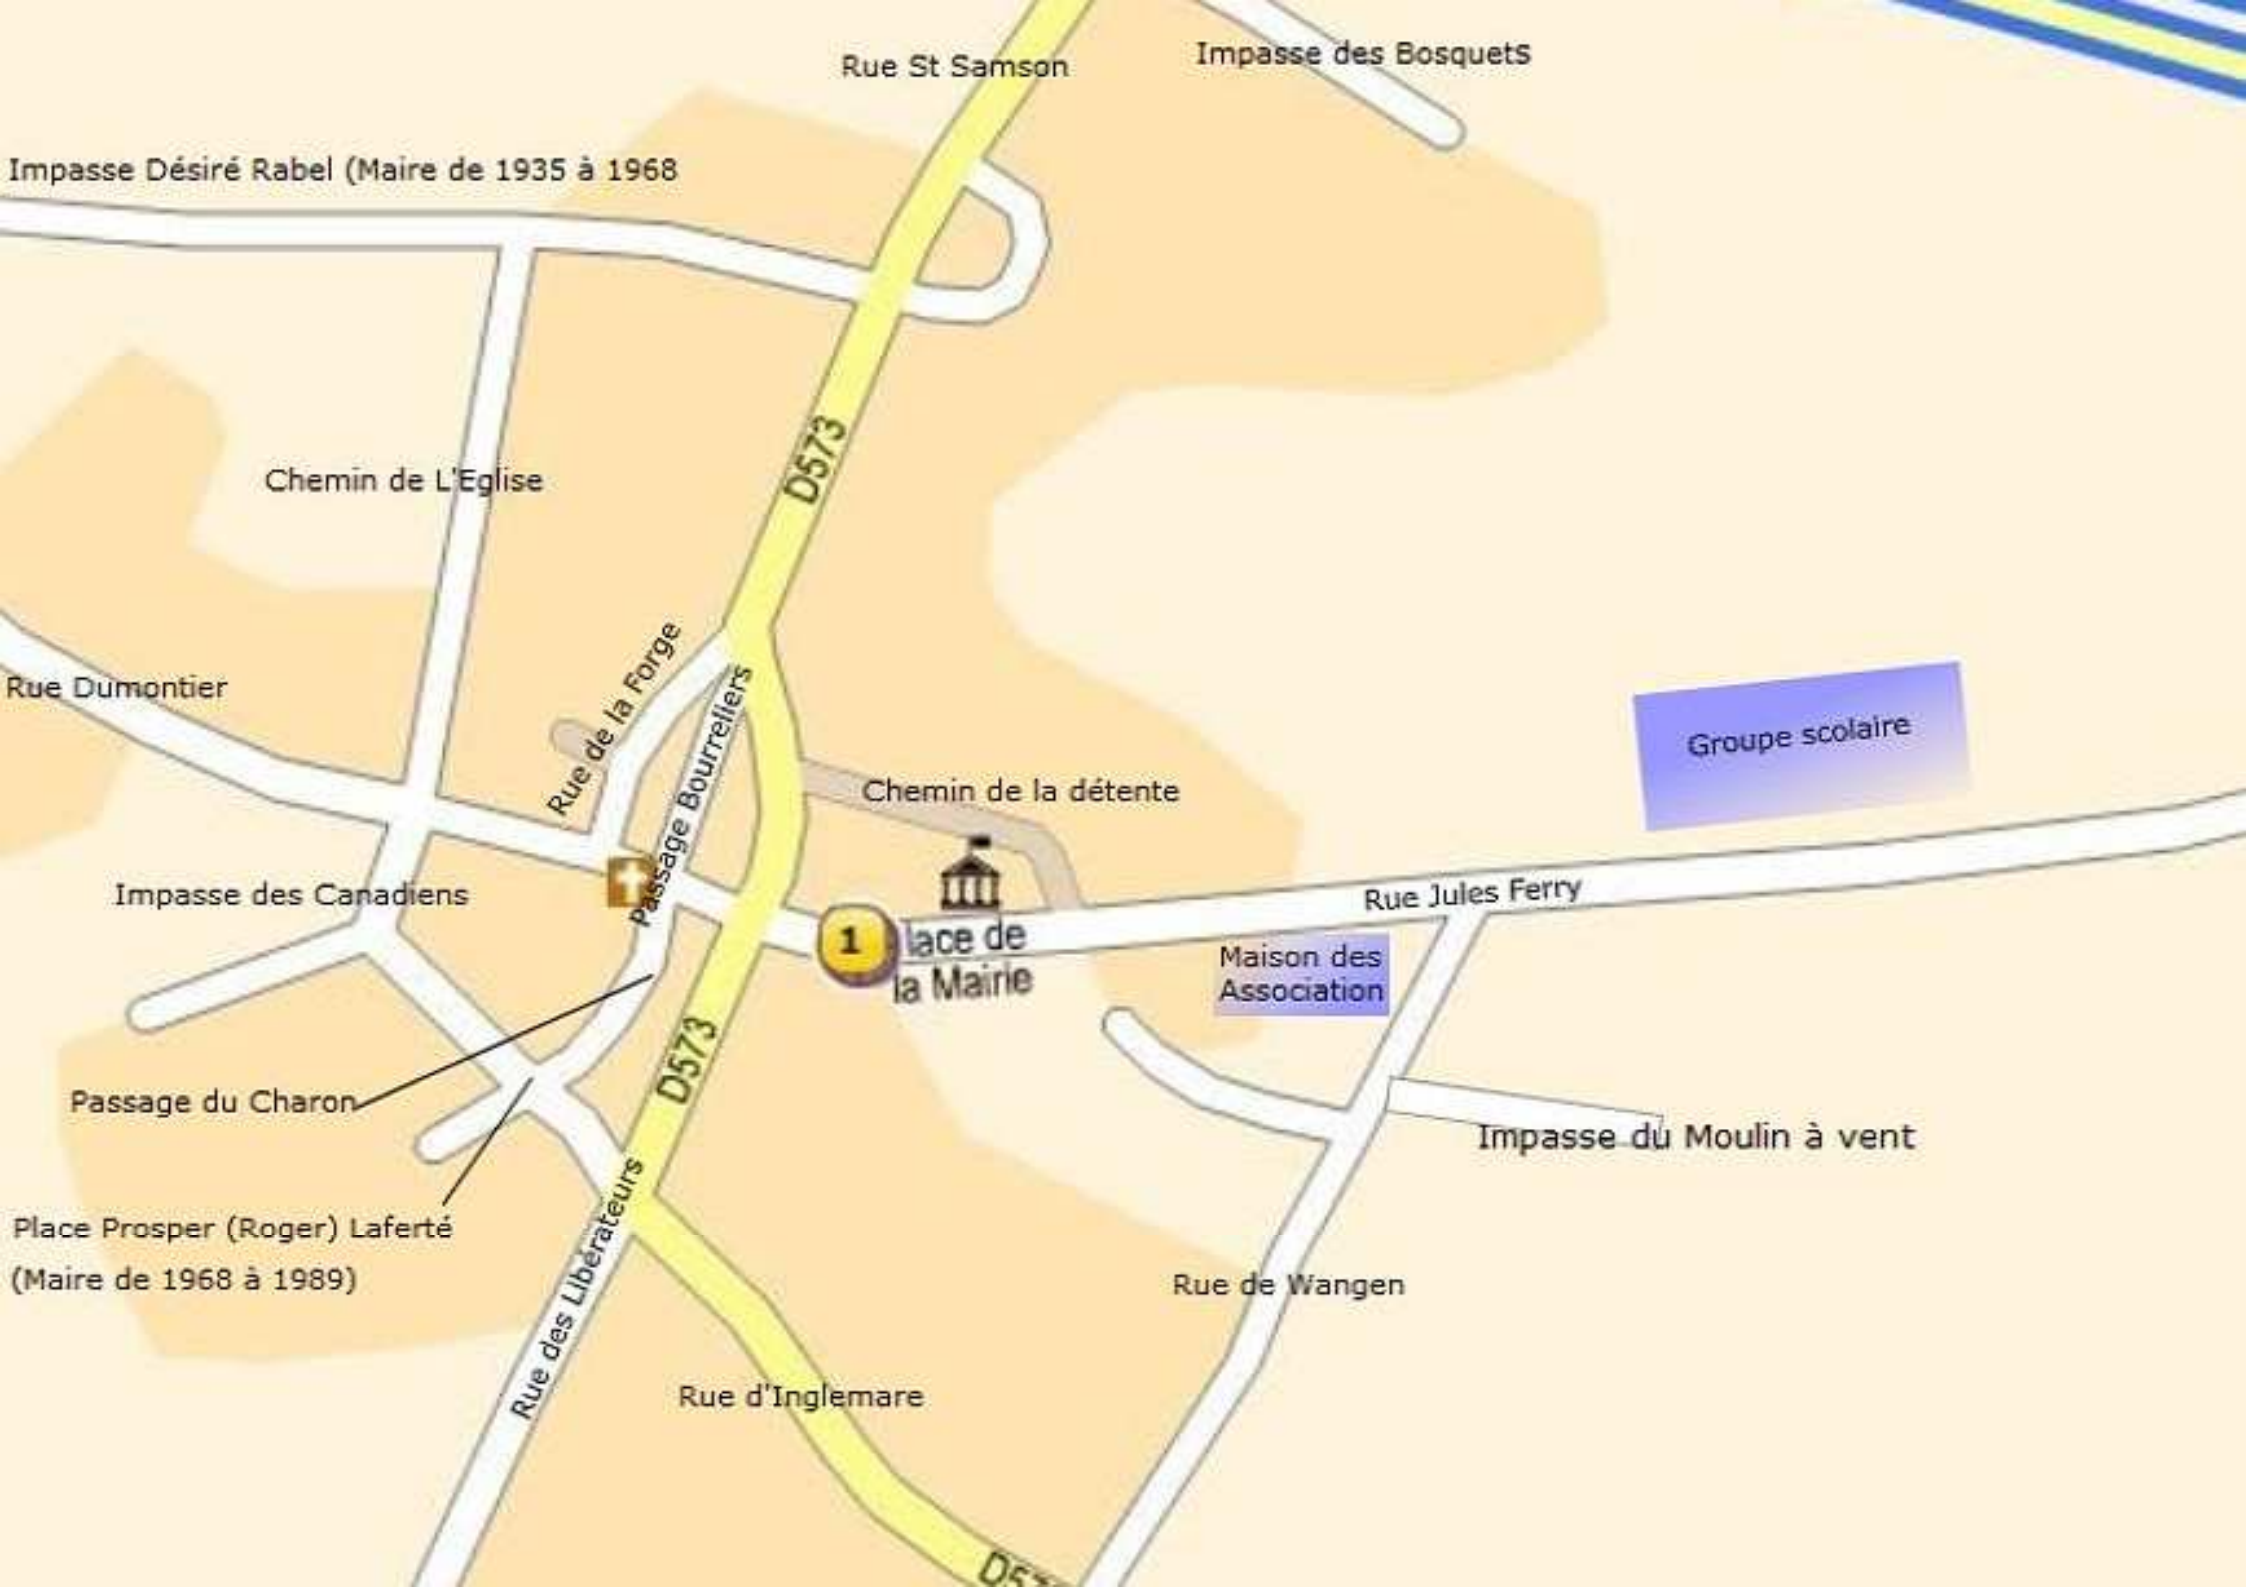 Rue St Samson
Impasse des Bosquets
Impasse Désiré Rabel (Maire de 1935 à 1968
D573
Chemin de L'Eglise
Rue de la Forge
Rue Dumontier
Passage Bourreliers
Groupe scolaire
Chemin de la détente
Impasse des Canadiens
Rue Jules Ferry
1
lace de
la Mairie
Maison des
Association
D573
Passage du Charon
Impasse du Moulin à vent
Place Prosper (Roger) Laferté
(Maire de 1968 à 1989)
Rue des Libérateurs
Rue de Wangen
Rue d'Inglemare